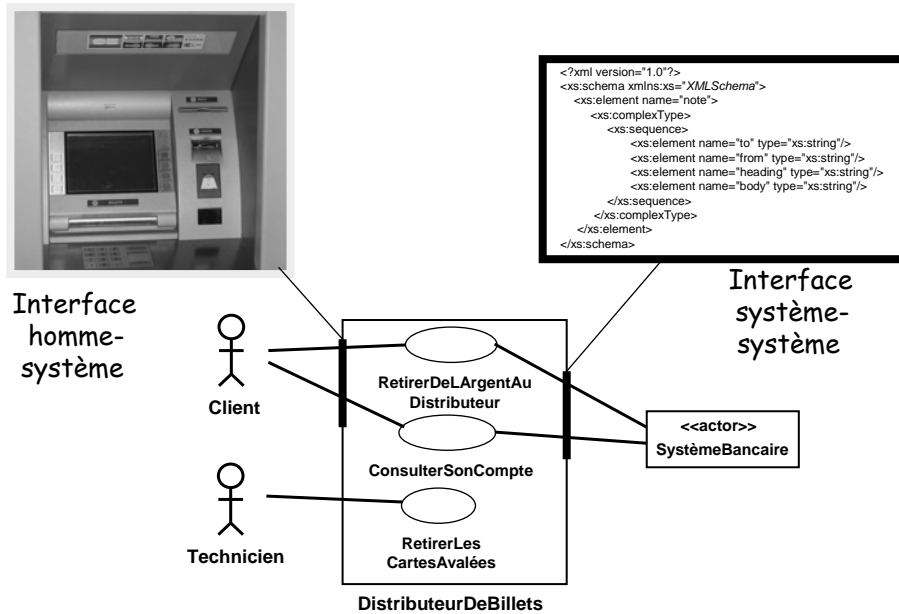 <?xml version="1.0"?>
<xs:schema xmlns:xs="XMLSchema">
<xs:element name="note">
<xs:complexType>
<xs:sequence>
<xs:element name="to" type="xs:string"/>
<xs:element name="from" type="xs:string"/>
<xs:element name="heading" type="xs:string"/>
<xs:element name="body" type="xs:string"/>
</xs:sequence>
</xs:complexType>
</xs:element>
</xs:schema>
Interface
homme-
système
Interface
système-
système
Client
RetirerDeLArgentAu
Distributeur
<<actor>>
SystèmeBancaire
ConsulterSonCompte
Technicien
RetirerLes
CartesAvalées
DistributeurDeBillets